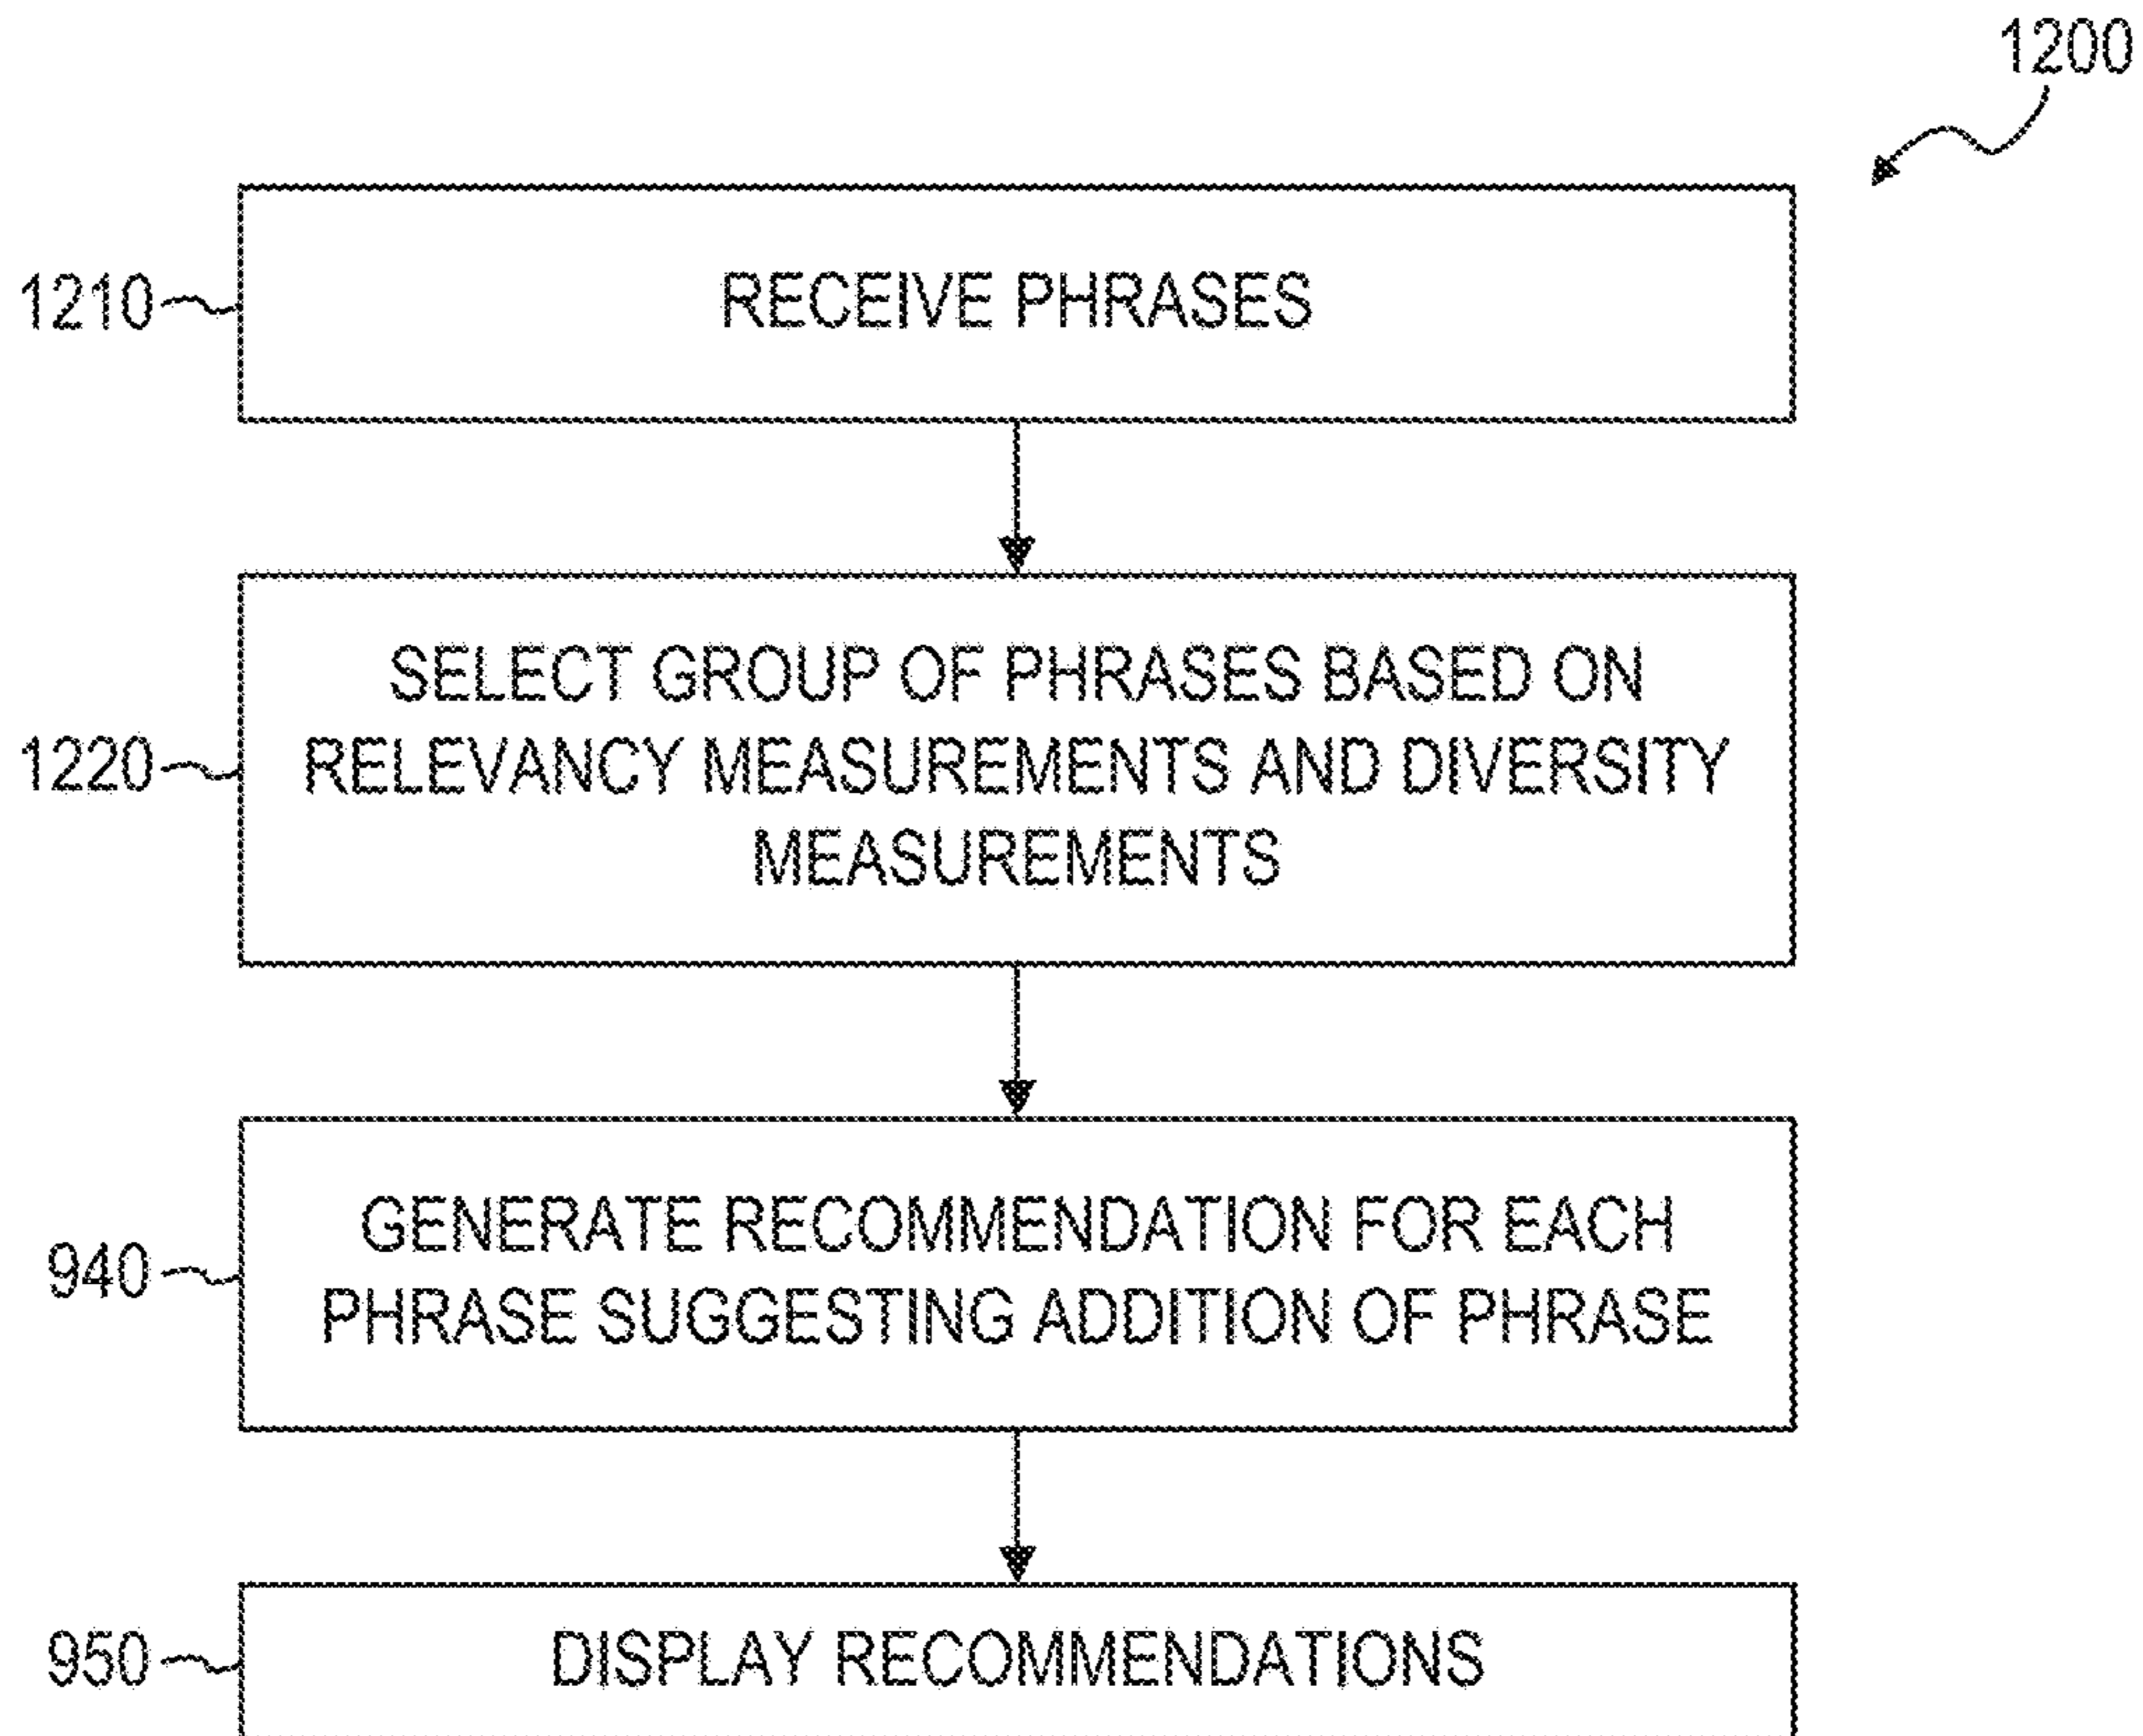 1200
1210
RECEIVE PHRASES
SELECT GROUP OF PHRASES BASED ON
1220
RELEVANCY MEASUREMENTS AND DIVERSITY
MEASUREMENTS
940
GENERATE RECOMMENDATION FOR EACH
PHRASE SUGGESTING ADDITION OF PHRASE
950
DISPLAY RECOMMENDATIONS